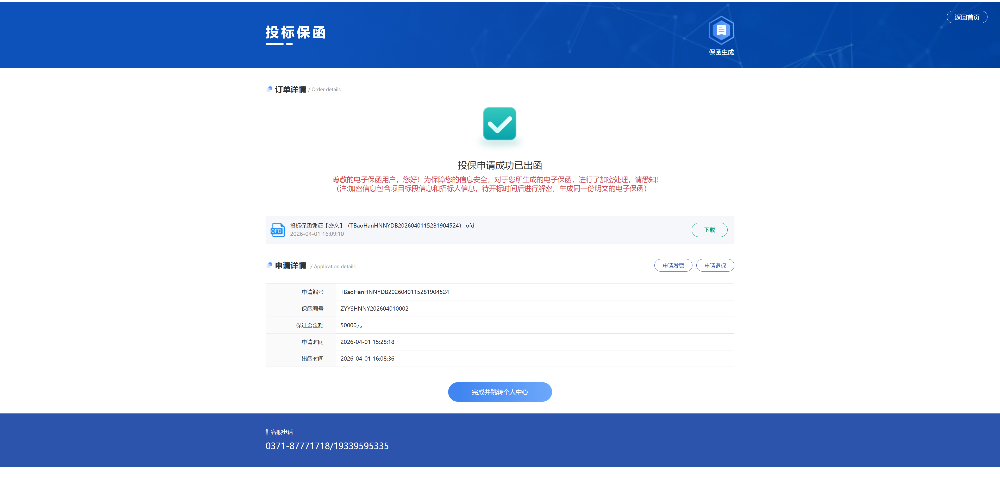 返回首页
投标保函
保函生成
订单详情 / Order details
投保申请成功已出函
尊敬的电子保函用户，您好！为保障您的信息安全，对于您所生成的电子保函，进行了加密处理，请悉知！
（注:加密信息包含项目标段信息和招标人信息，待开标时间后进行解密，生成同一份明文的电子保函）
OFD
投标保函凭证【密文】（TBaoHanHNNYDB2026040115281904524）.ofd
2026-04-01 16:09:10
下载
申请详情 / Application details
申请发票 申请退保
申请编号 TBaoHanHNNYDB2026040115281904524
保函编号 ZYYSHNNY202604010002
保证金金额 50000元
申请时间 2026-04-01 15:28:18
出函时间 2026-04-01 16:08:36
完成并跳转个人中心
客服电话
0371-87771718/19339595335